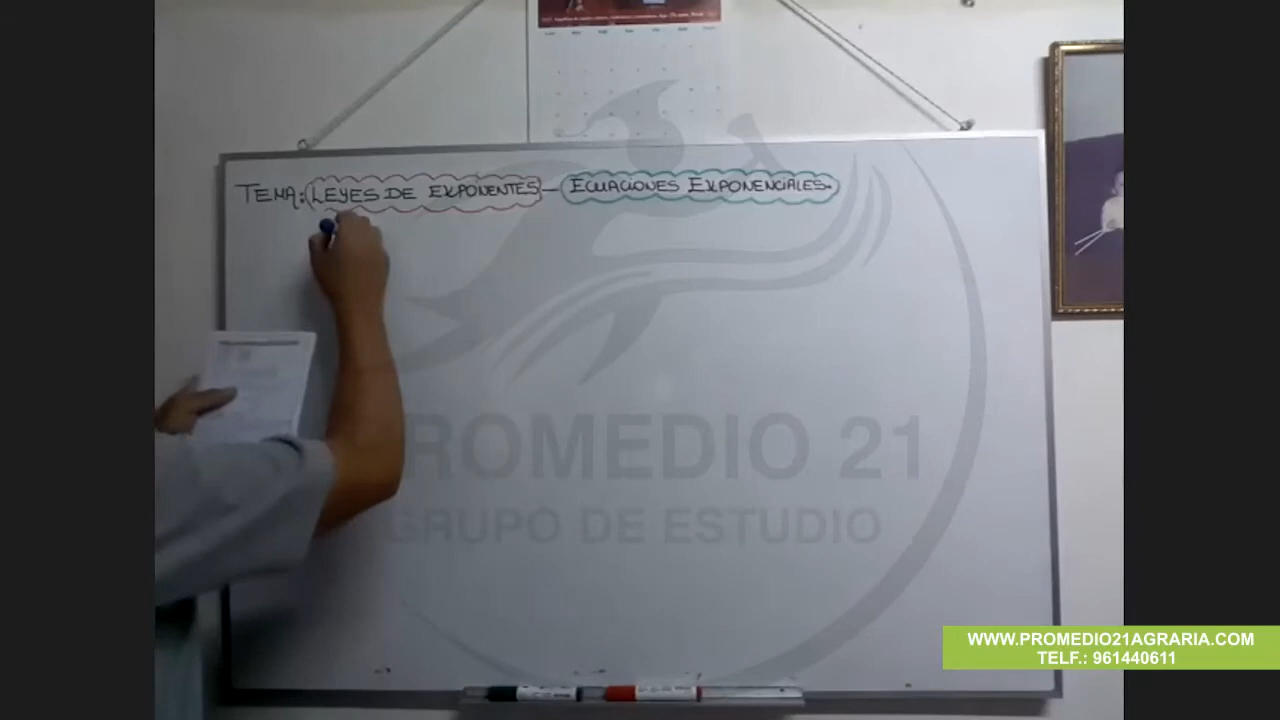 TEMA: LEYES DE EXPONENTES - ECUACIONES EXPONENCIALES.
PROMEDIO 21
GRUPO DE ESTUDIO
WWW.PROMEDIO21AGRARIA.COM
TELF.: 961440611